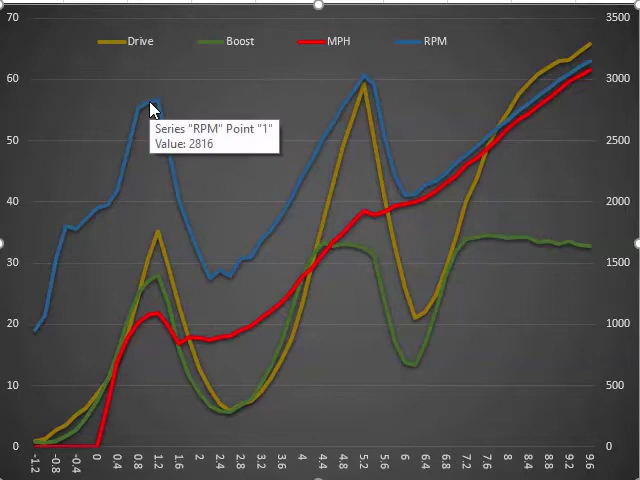 70
3500
Drive
Boost
MPH
RPM
60
3000
Series "RPM" Point "1"
Value: 2816
50
2500
40
2000
30
1500
20
1000
10
500
0
0
-1.2 -0.8 -0.4 0 0.4 0.8 1.2 1.6 2 2.4 2.8 3.2 3.6 4 4.4 4.8 5.2 5.6 6 6.4 6.8 7.2 7.6 8 8.4 8.8 9.2 9.6